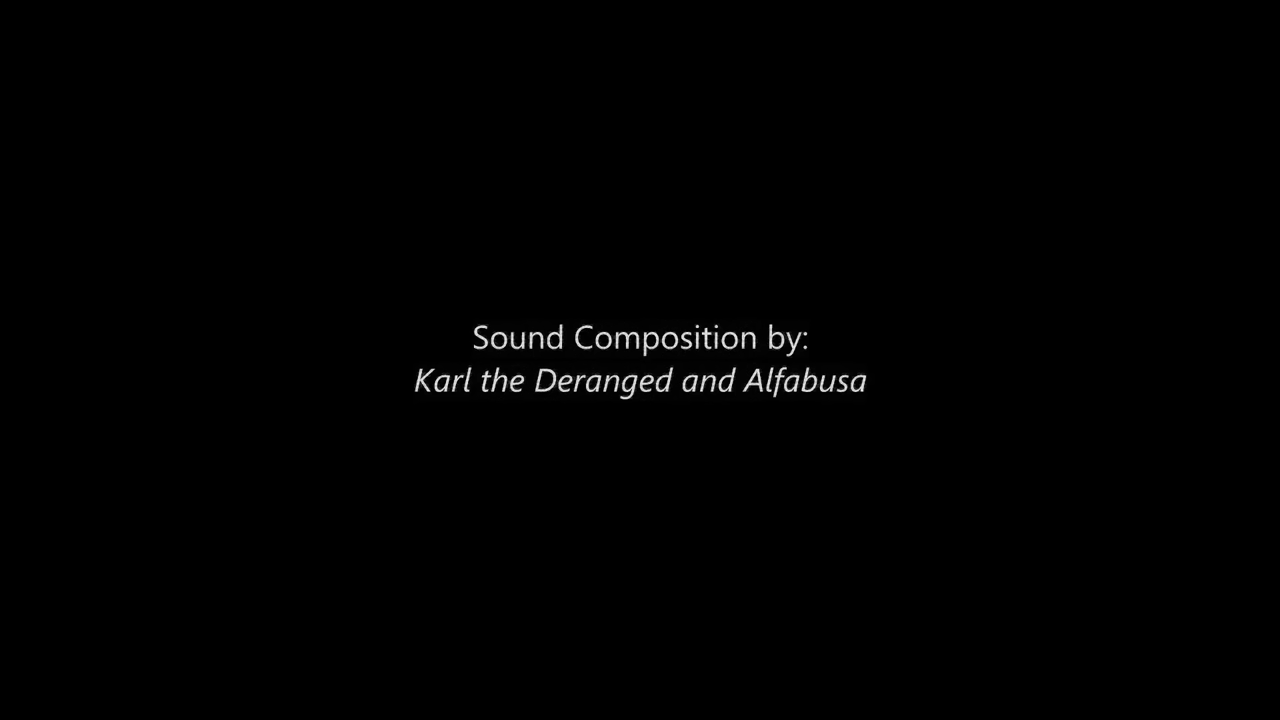 Sound Composition by:
Karl the Deranged and Alfabusa